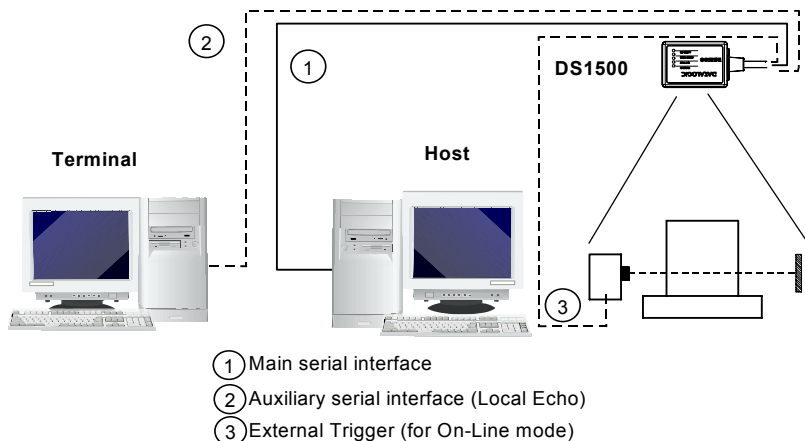 2
1
DS1500
DATALOGIC
Terminal
Host
3
1 Main serial interface
2 Auxiliary serial interface (Local Echo)
3 External Trigger (for On-Line mode)